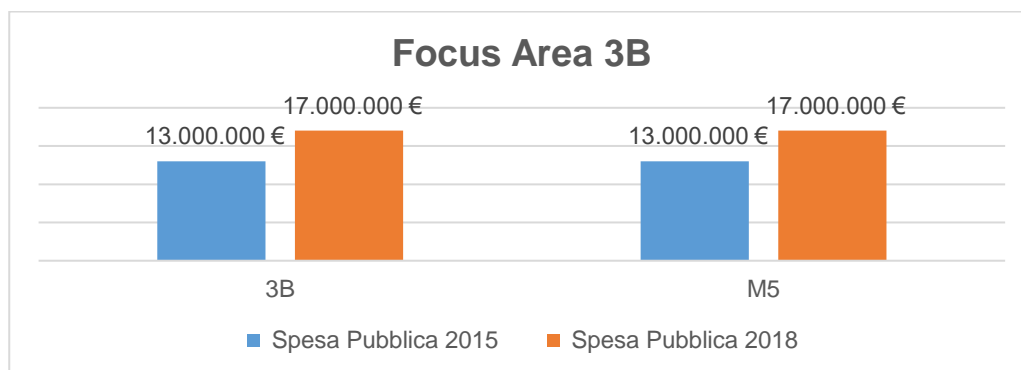 Focus Area 3B
17.000.000 € 17.000.000 €
13.000.000 € 13.000.000 €
3B M5
Spesa Pubblica 2015 Spesa Pubblica 2018